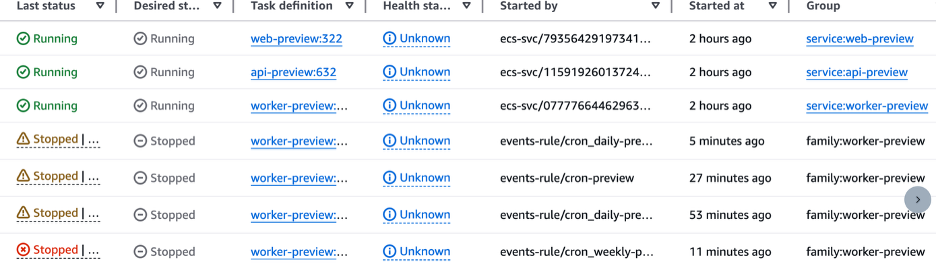 Last status Desired st... Task definition Health sta... Started by Started at Group
Running Running web-preview:322 Unknown ecs-svc/79356429197341... 2 hours ago service:web-preview
Running Running api-preview:632 Unknown ecs-svc/11591926013724... 2 hours ago service:api-preview
Running Running worker-preview:... Unknown ecs-svc/07777664462963... 2 hours ago service:worker-preview
Stopped | ... Stopped worker-preview:... Unknown events-rule/cron_daily-pre... 5 minutes ago family:worker-preview
Stopped | ... Stopped worker-preview:... Unknown events-rule/cron-preview 27 minutes ago family:worker-preview
Stopped | ... Stopped worker-preview:... Unknown events-rule/cron_daily-pre... 53 minutes ago family:worker-preview
Stopped | ... Stopped worker-preview:... Unknown events-rule/cron_weekly-p... 11 minutes ago family:worker-preview